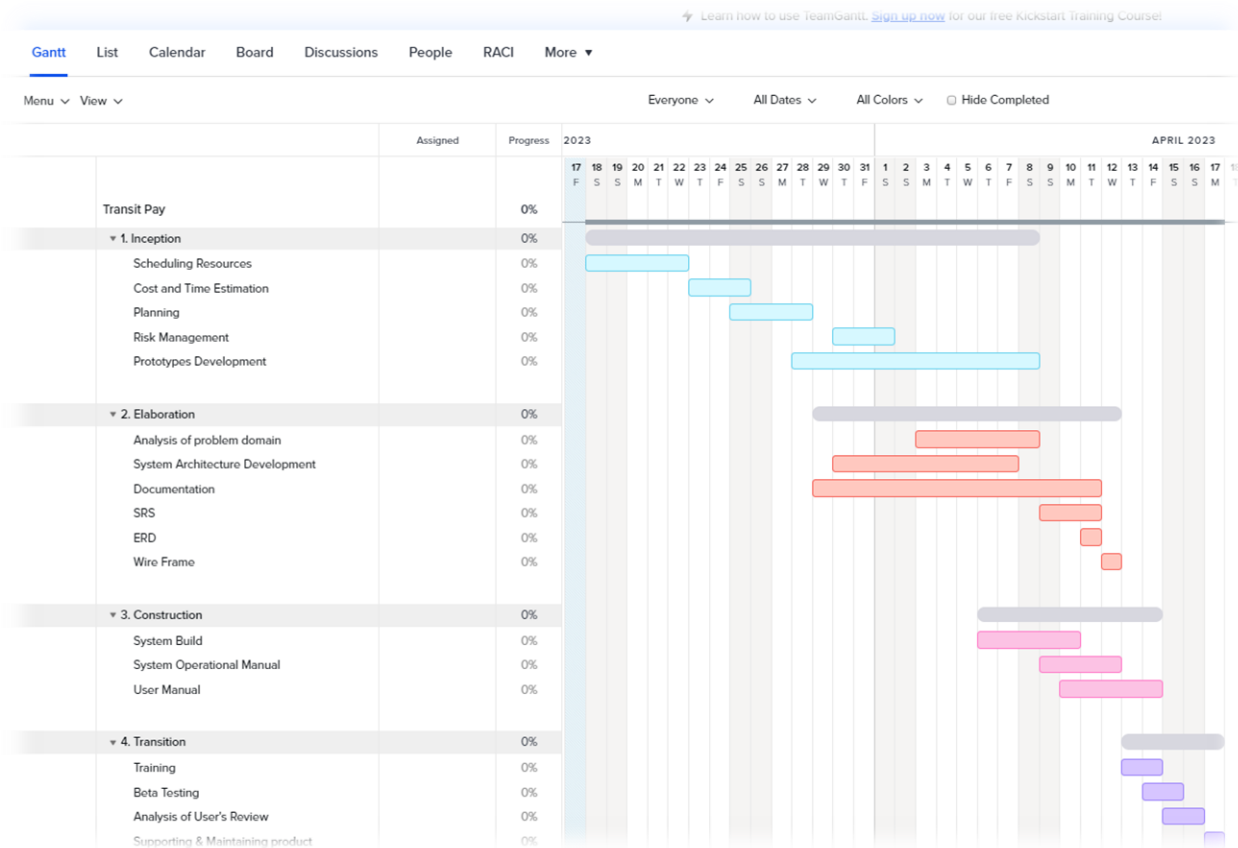 Learn how to use TeamGantt. Sign up now for our free Kickstart Training Course!
Gantt List Calendar Board Discussions People RACI More
Menu View Everyone All Dates All Colors Hide Completed
Assigned Progress 2023 APRIL 2023
17 18 19 20 21 22 23 24 25 26 27 28 29 30 31 1 2 3 4 5 6 7 8 9 10 11 12 13 14 15 16 17
F S S M T W T F S S M T W T F S S M T W T F S S M T W T F S S M
Transit Pay 0%
1. Inception 0%
Scheduling Resources 0%
Cost and Time Estimation 0%
Planning 0%
Risk Management 0%
Prototypes Development 0%
2. Elaboration 0%
Analysis of problem domain 0%
System Architecture Development 0%
Documentation 0%
SRS 0%
ERD 0%
Wire Frame 0%
3. Construction 0%
System Build 0%
System Operational Manual 0%
User Manual 0%
4. Transition 0%
Training 0%
Beta Testing 0%
Analysis of User's Review 0%
Supporting & Maintaining product 0%